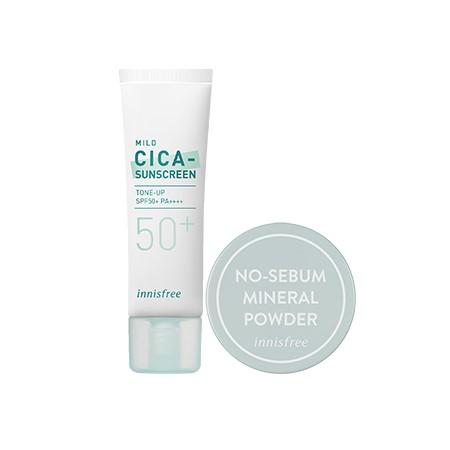 MILD
CICA-
SUNSCREEN
TONE-UP
SPF50+ PA++++
50+
innisfree
NO-SEBUM
MINERAL
POWDER
innisfree